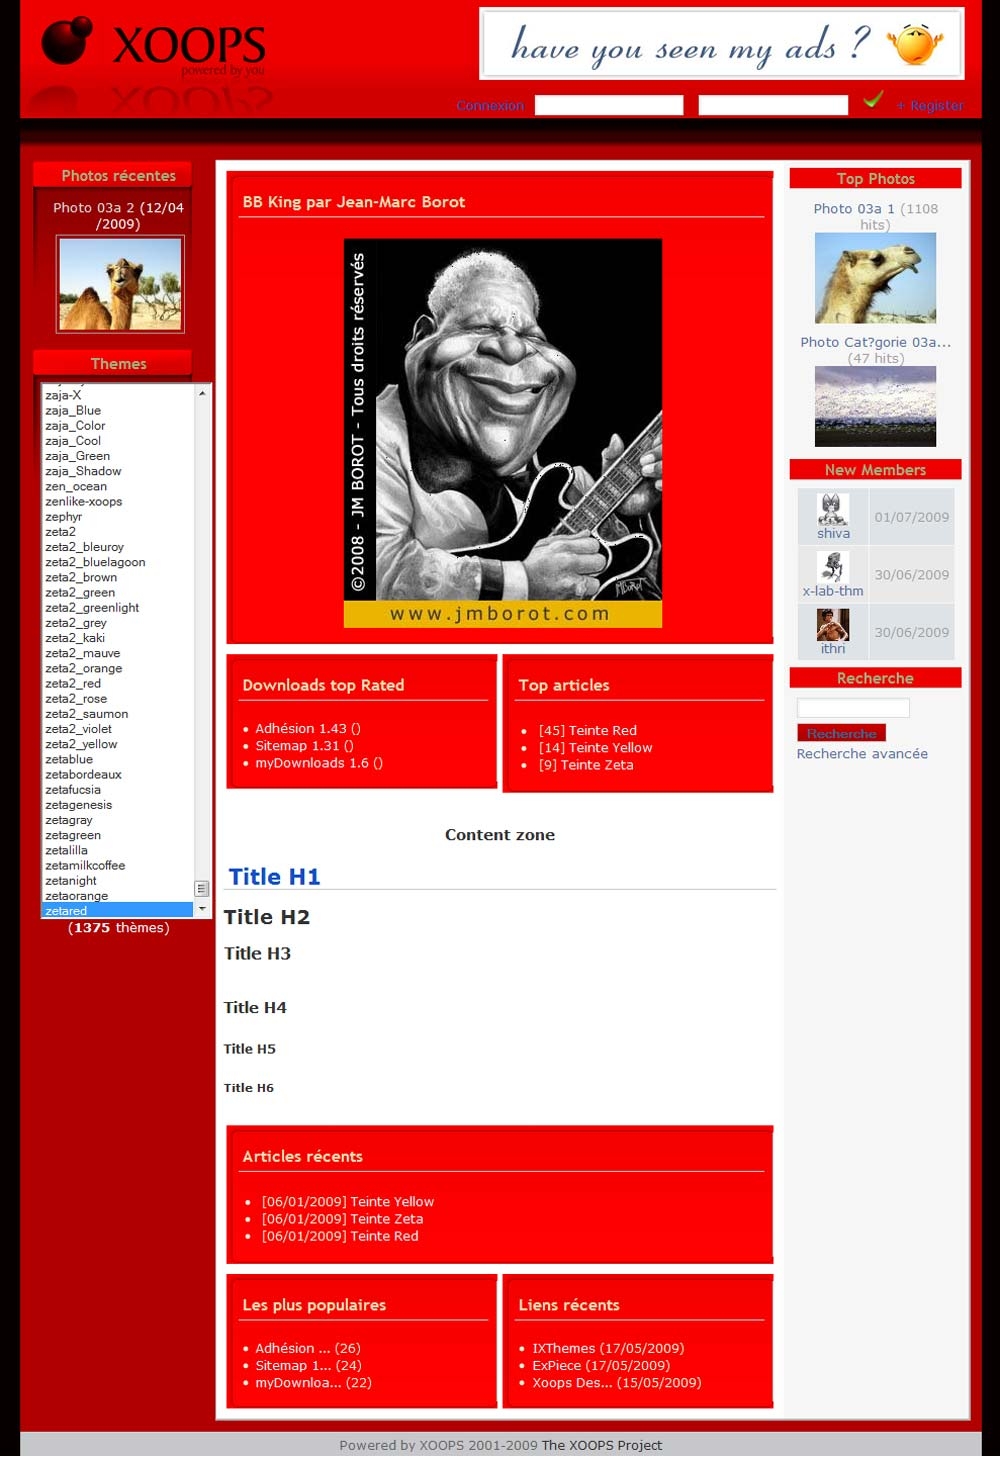 XOOPS
powered by you
have you seen my ads ?
Connexion
+ Register
Photos récentes
Photo 03a 2 (12/04
/2009)
Themes
zaja-X
zaja_Blue
zaja_Color
zaja_Cool
zaja_Green
zaja_Shadow
zen_ocean
zenlike-xoops
zephyr
zeta2
zeta2_bleuroy
zeta2_bluelagoon
zeta2_brown
zeta2_green
zeta2_greenlight
zeta2_grey
zeta2_kaki
zeta2_mauve
zeta2_orange
zeta2_red
zeta2_rose
zeta2_saumon
zeta2_violet
zeta2_yellow
zetablue
zetabordeaux
zetafucsia
zetagenesis
zetagray
zetagreen
zetalilla
zetamilkcoffee
zetanight
zetaorange
zetared
(1375 thèmes)
BB King par Jean-Marc Borot
©2008 - JM BOROT - Tous droits réservés
JMBorot
www.jmborot.com
Downloads top Rated
• Adhésion 1.43 ()
• Sitemap 1.31 ()
• myDownloads 1.6 ()
Top articles
• [45] Teinte Red
• [14] Teinte Yellow
• [9] Teinte Zeta
Content zone
Title H1
Title H2
Title H3
Title H4
Title H5
Title H6
Articles récents
• [06/01/2009] Teinte Yellow
• [06/01/2009] Teinte Zeta
• [06/01/2009] Teinte Red
Les plus populaires
• Adhésion ... (26)
• Sitemap 1... (24)
• myDownloa... (22)
Liens récents
• IXThemes (17/05/2009)
• ExPiece (17/05/2009)
• Xoops Des... (15/05/2009)
Top Photos
Photo 03a 1 (1108
hits)
Photo Cat?gorie 03a...
(47 hits)
New Members
shiva
01/07/2009
x-lab-thm
30/06/2009
ithri
30/06/2009
Recherche
Recherche
Recherche avancée
Powered by XOOPS 2001-2009 The XOOPS Project